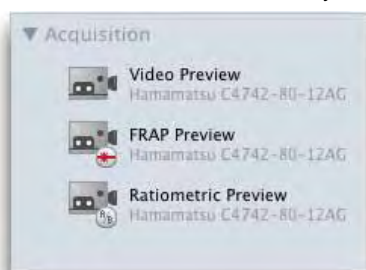 Acquisition
Video Preview
Hamamatsu C4742-80-12AG
FRAP Preview
Hamamatsu C4742-80-12AG
Ratiometric Preview
Hamamatsu C4742-80-12AG
R/B